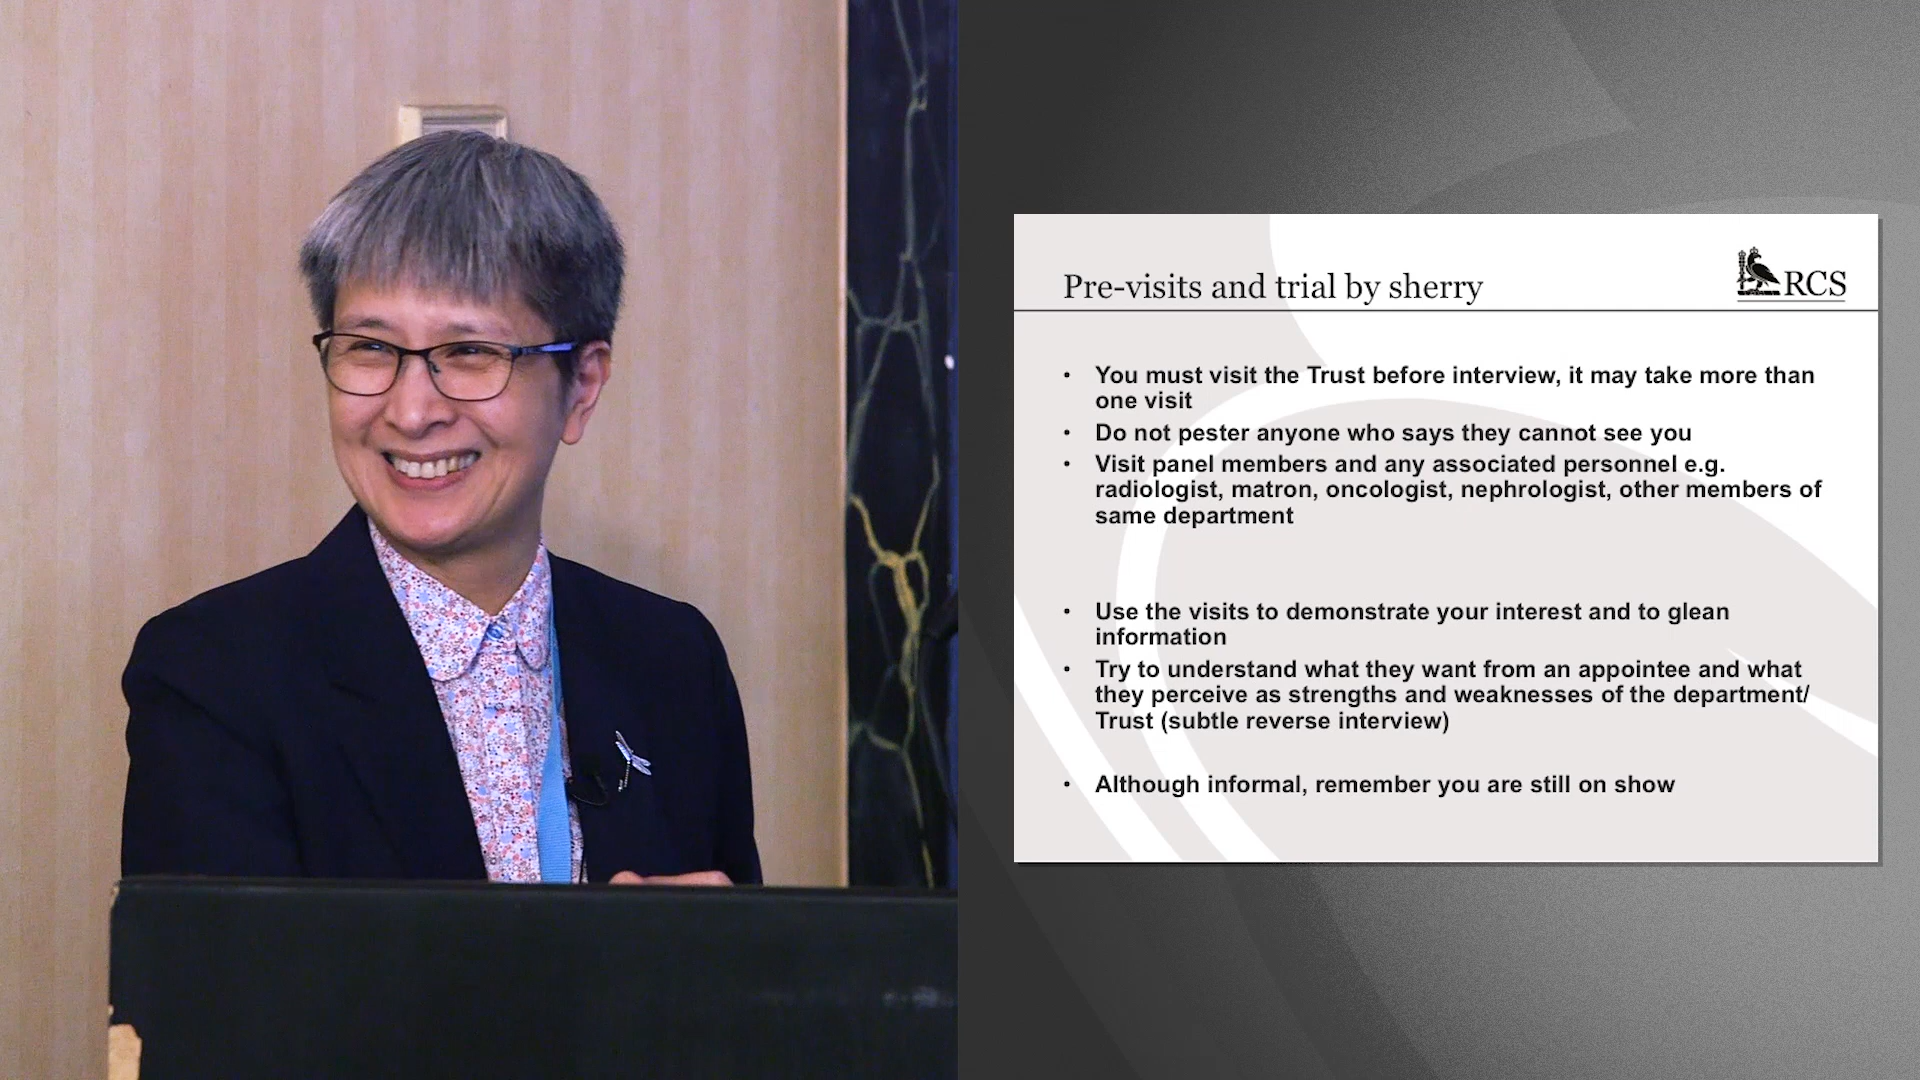 Pre-visits and trial by sherry
RCS
• You must visit the Trust before interview, it may take more than
one visit
• Do not pester anyone who says they cannot see you
• Visit panel members and any associated personnel e.g.
radiologist, matron, oncologist, nephrologist, other members of
same department
• Use the visits to demonstrate your interest and to glean
information
• Try to understand what they want from an appointee and what
they perceive as strengths and weaknesses of the department/
Trust (subtle reverse interview)
• Although informal, remember you are still on show